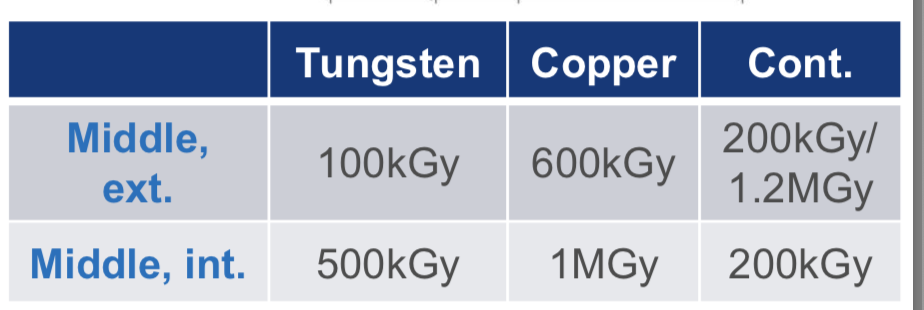 Tungsten Copper Cont.
Middle, ext. 100kGy 600kGy 200kGy/ 1.2MGy
Middle, int. 500kGy 1MGy 200kGy